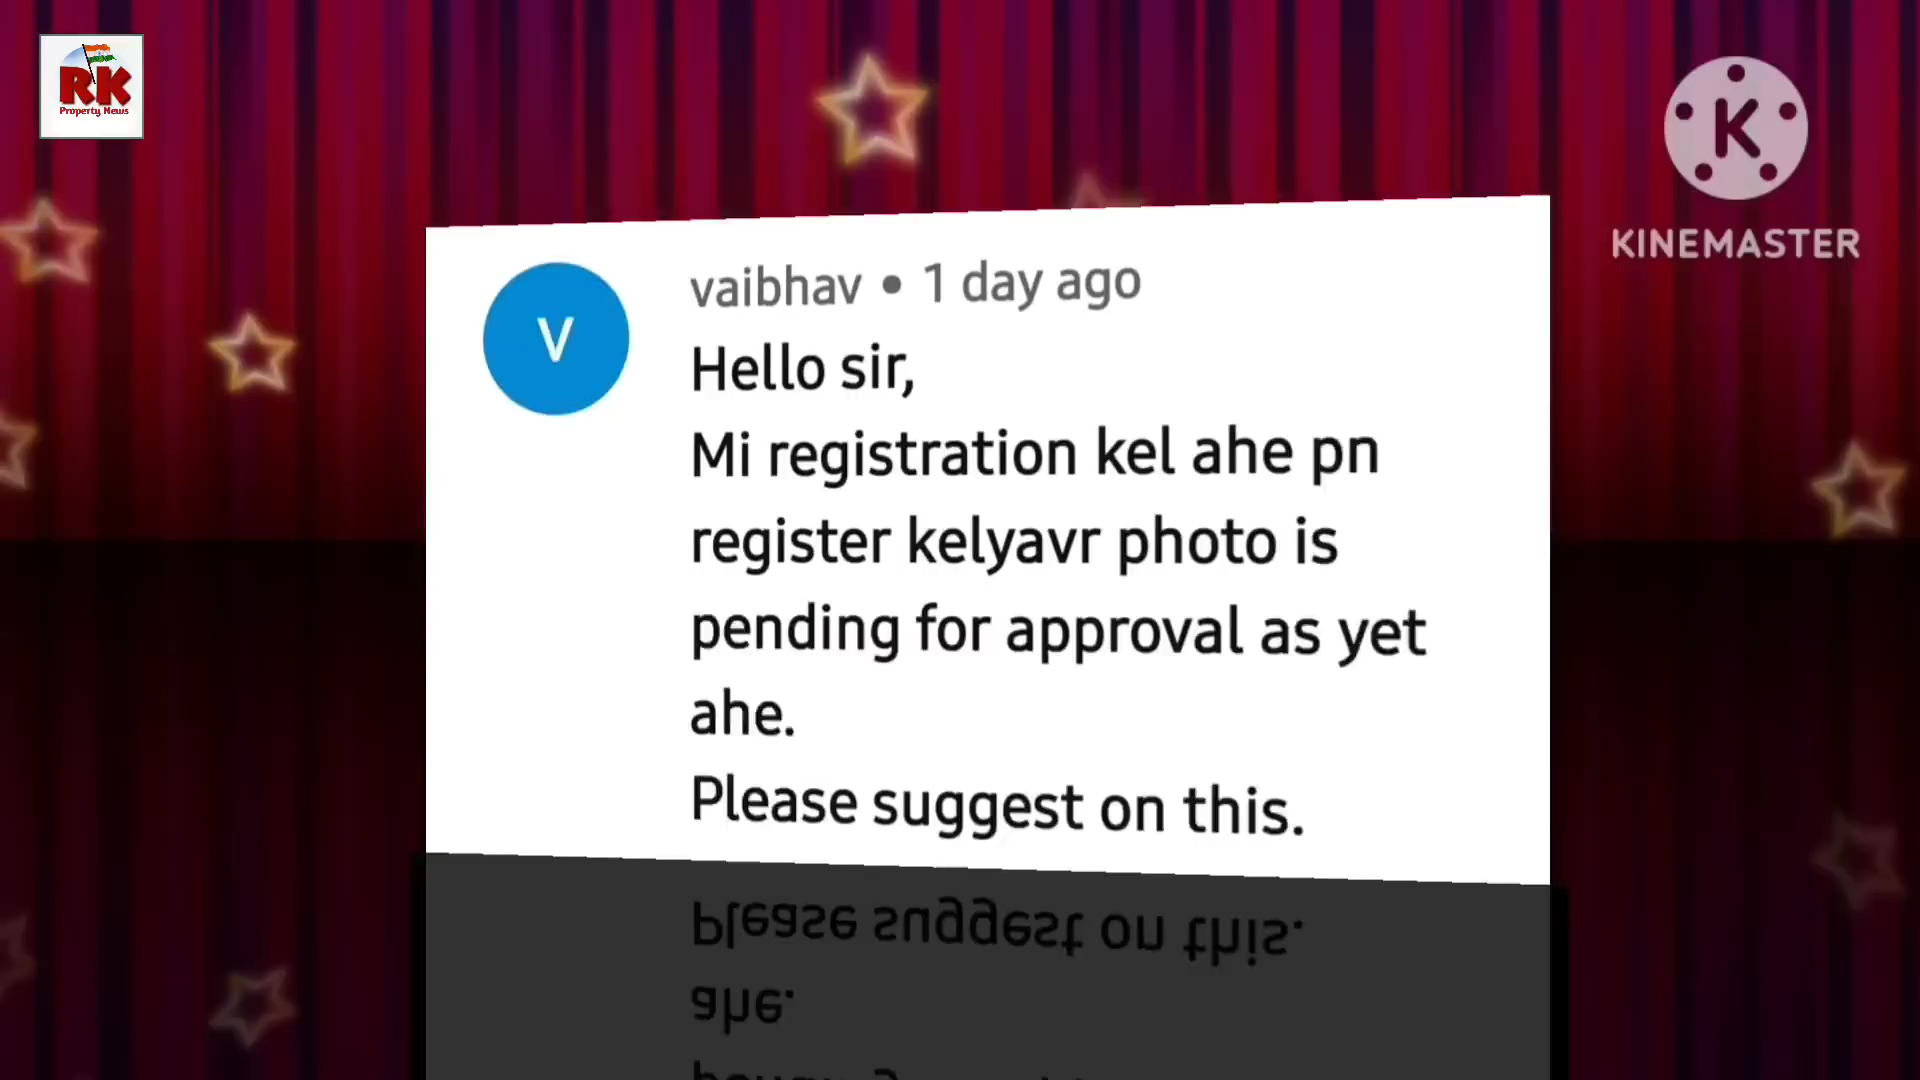 RK
Property News
K
KINEMASTER
V
vaibhav • 1 day ago
Hello sir,
Mi registration kel ahe pn
register kelyavr photo is
pending for approval as yet
ahe.
Please suggest on this.
Please suggest on this.
ahe.